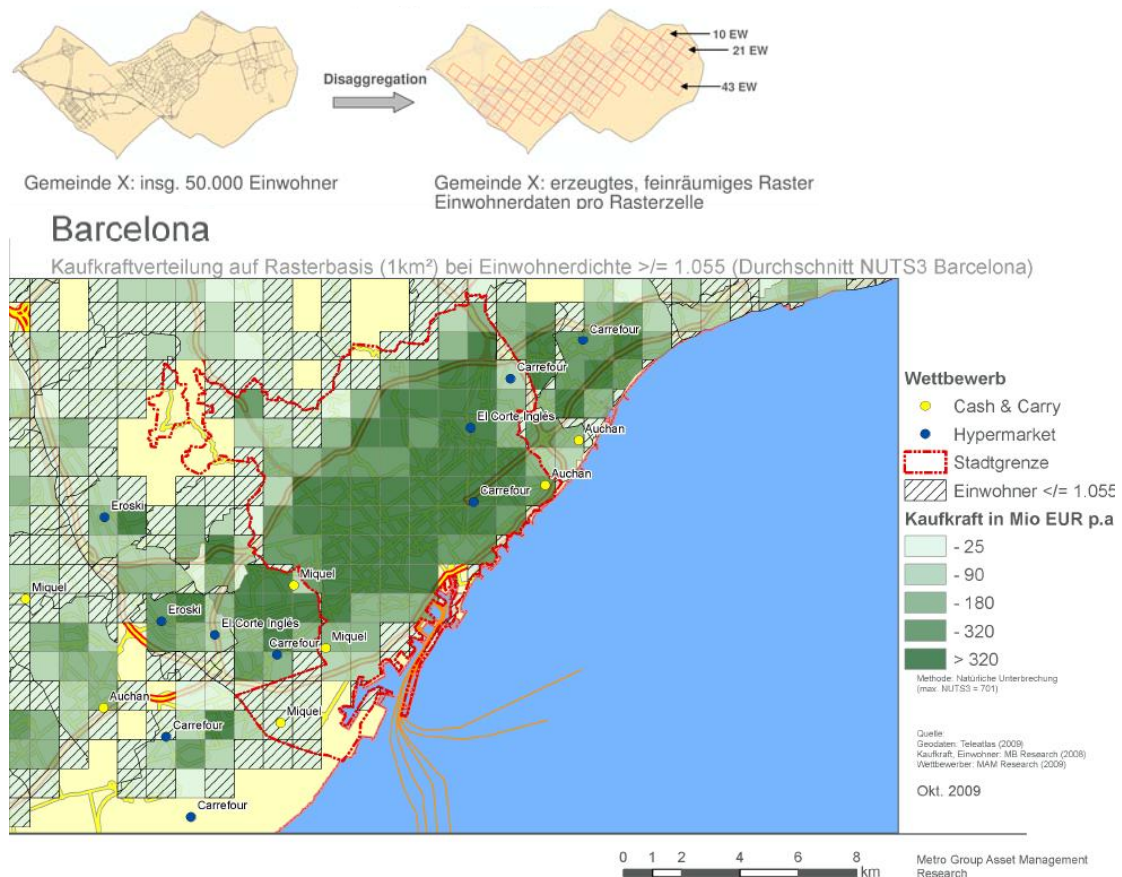 10 EW
21 EW
Disaggregation
43 EW
Gemeinde X: insg. 50.000 Einwohner
Gemeinde X: erzeugtes, feinräumiges Raster
Einwohnerdaten pro Rasterzelle
Barcelona
Kaufkraftverteilung auf Rasterbasis (1km²) bei Einwohnerdichte >/= 1.055 (Durchschnitt NUTS3 Barcelona)
Carrefour
Carrefour
El Corte Inglés
Auchan
Auchan
Carrefour
Eroski
Miquel
Miquel
Eroski
El Corte Inglés
Carrefour
Miquel
Auchan
Miquel
Carrefour
Carrefour
Wettbewerb
Cash & Carry
Hypermarket
Stadtgrenze
Einwohner </= 1.055
Kaufkraft in Mio EUR p.a
- 25
- 90
- 180
- 320
> 320
Methode: Natürliche Unterbrechung
(max. NUTS3 = 701)
Quelle:
Geodaten: Teleatlas (2009)
Kaufkraft, Einwohner: MB Research (2008)
Wettbewerber: MAM Research (2009)
Okt. 2009
0 1 2 4 6 8
km
Metro Group Asset Management
Research